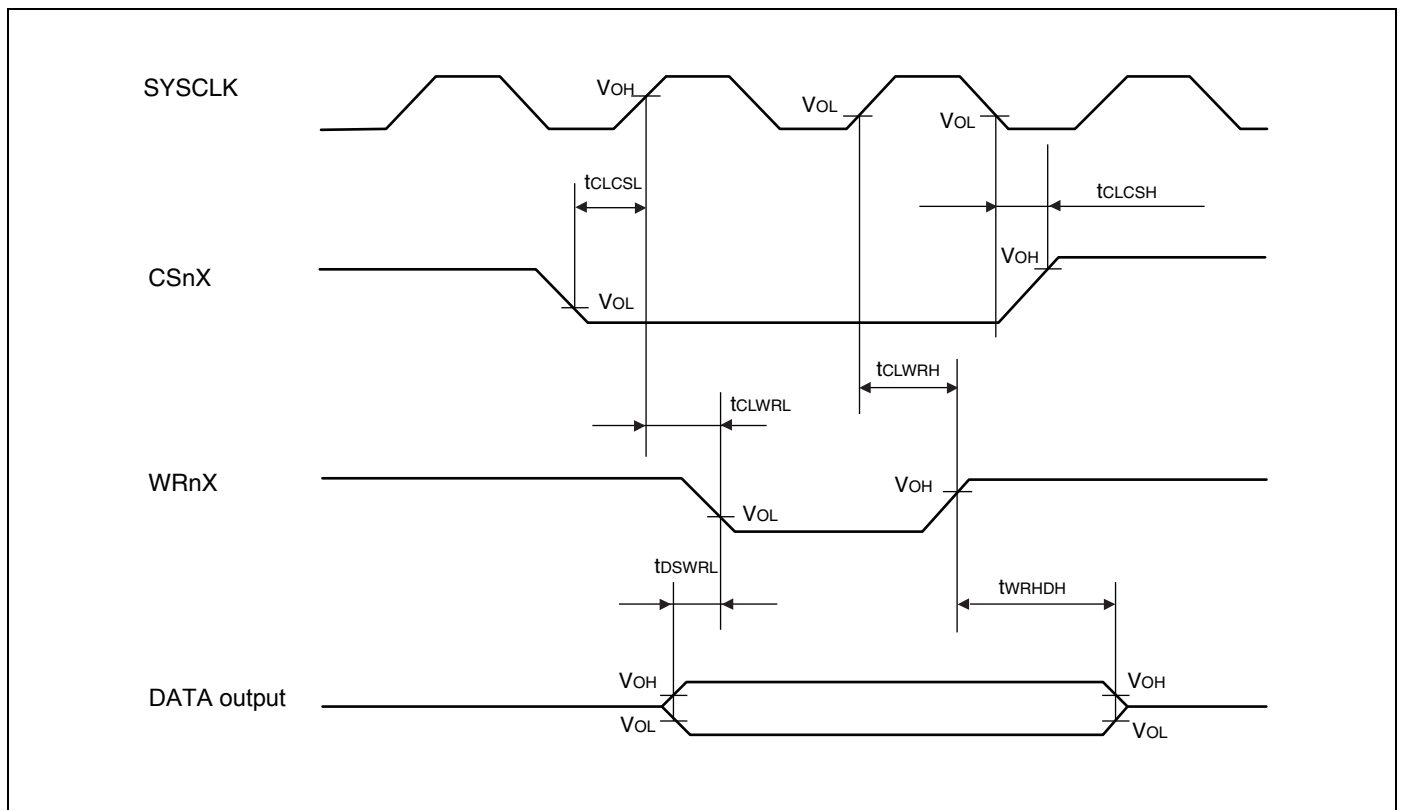 SYSCLK
VOH
VOL
VOL
tCLCSL
tCLCSH
CSnX
VOH
VOL
tCLWRH
tCLWRL
WRnX
VOH
VOL
tDSWRL
tWRHDH
DATA output
VOH
VOH
VOL
VOL